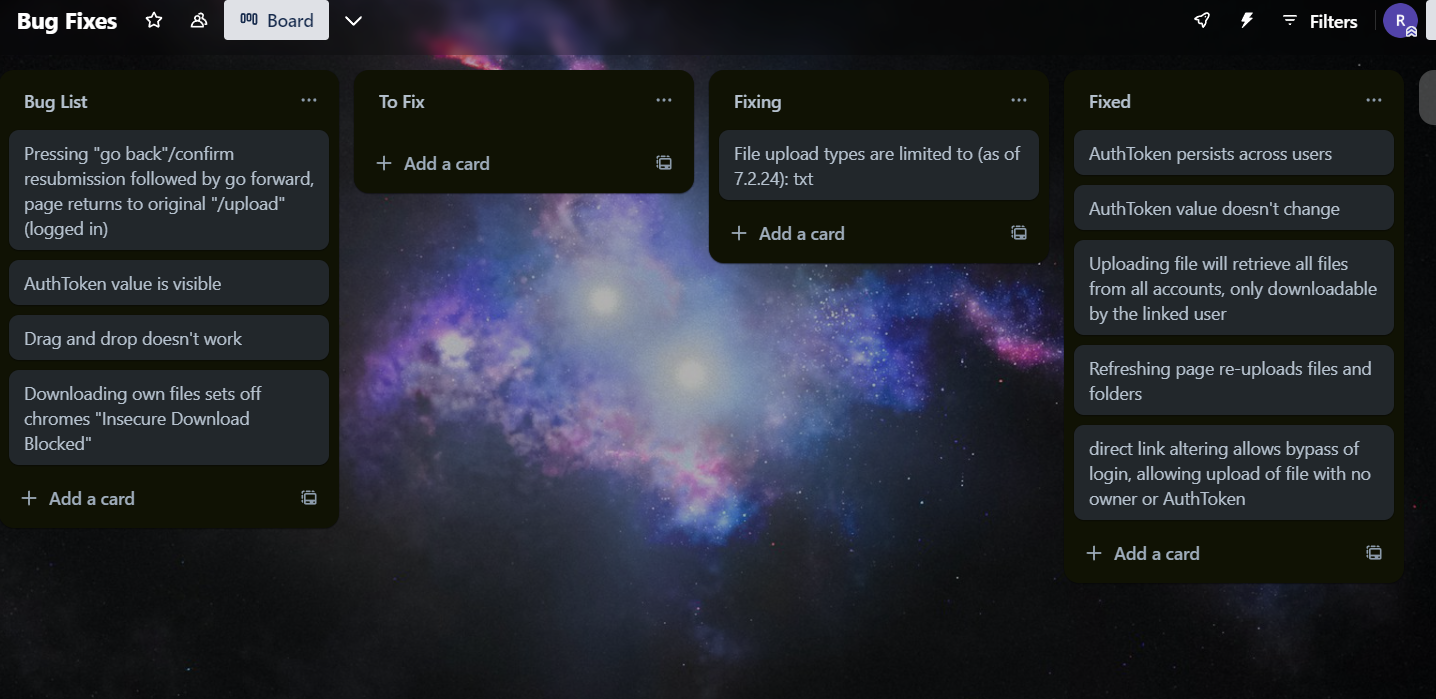 Bug Fixes
Board
Filters
R
Bug List
Pressing "go back"/confirm
resubmission followed by go forward,
page returns to original "/upload"
(logged in)
AuthToken value is visible
Drag and drop doesn't work
Downloading own files sets off
chromes "Insecure Download
Blocked"
Add a card
To Fix
Add a card
Fixing
File upload types are limited to (as of
7.2.24): txt
Add a card
Fixed
AuthToken persists across users
AuthToken value doesn't change
Uploading file will retrieve all files
from all accounts, only downloadable
by the linked user
Refreshing page re-uploads files and
folders
direct link altering allows bypass of
login, allowing upload of file with no
owner or AuthToken
Add a card